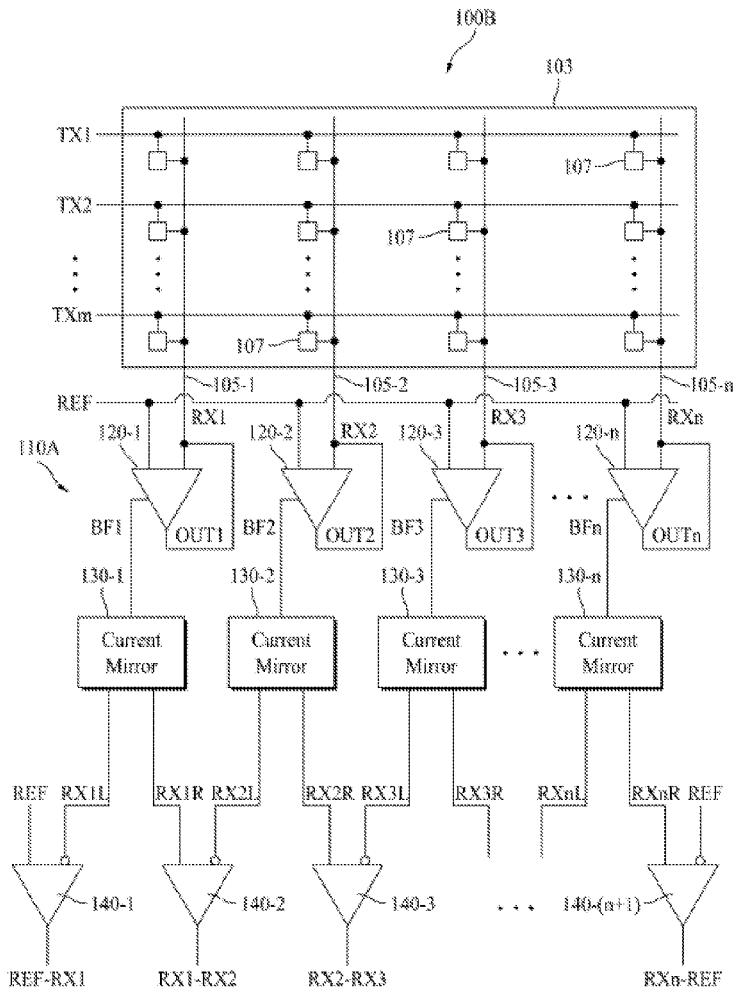 100B
103
TX1
107
TX2
107
TXm
107
105-1 105-2 105-3 105-n
REF
RX1 RX2 RX3 RXn
110A
120-1 120-2 120-3 120-n
BF1 OUT1 BF2 OUT2 BF3 OUT3 BFn OUTn
130-1 130-2 130-3 130-n
Current Mirror
Current Mirror
Current Mirror
Current Mirror
REF RX1L RX1R RX2L RX2R RX3L RX3R RXnL RXnR REF
140-1 140-2 140-3 140-(n+1)
REF-RX1 RX1-RX2 RX2-RX3 RXn-REF